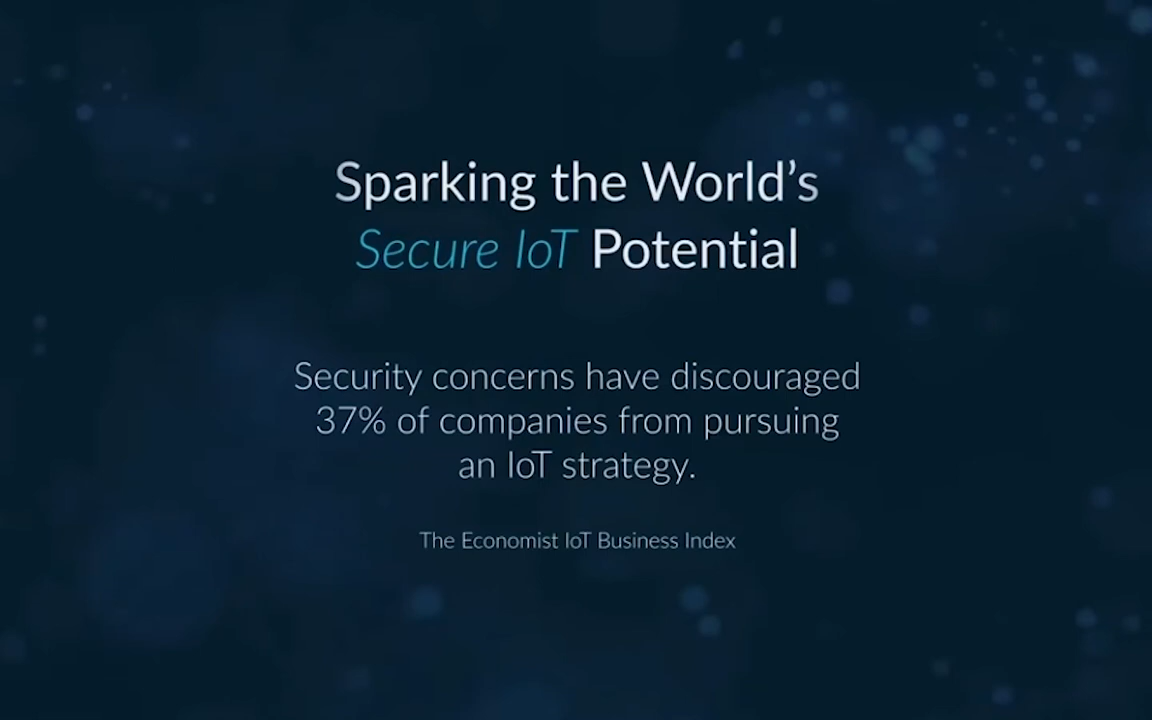 Sparking the World’s
Secure IoT Potential
Security concerns have discouraged
37% of companies from pursuing
an IoT strategy.
The Economist IoT Business Index